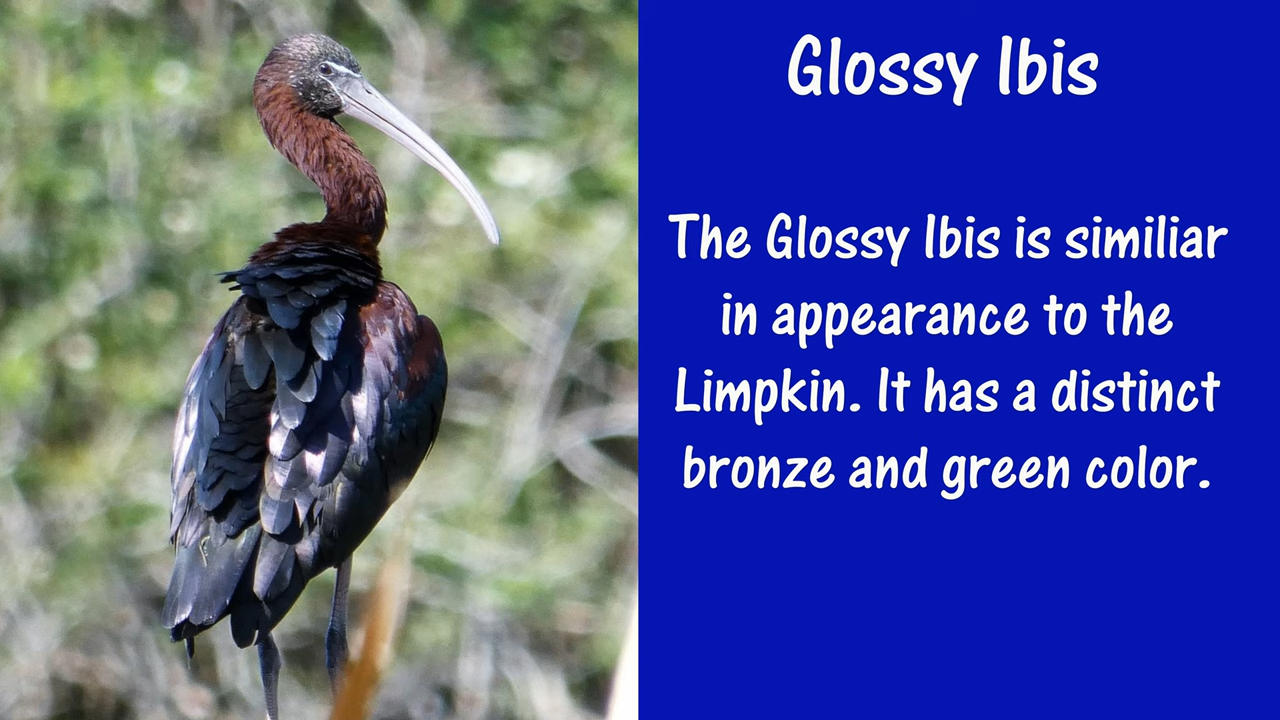 Glossy Ibis
The Glossy Ibis is similiar
in appearance to the
Limpkin. It has a distinct
bronze and green color.